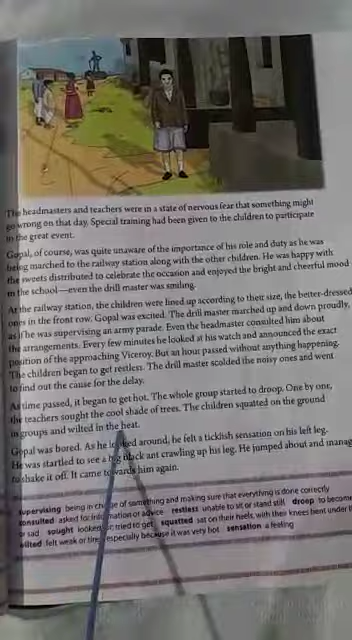 The headmasters and teachers were in a state of nervous fear that something might
go wrong on that day. Special training had been given to the children to participate
in the great event.
Gopal, of course, was quite unaware of the importance of his role and duty as he was
being marched to the railway station along with the other children. He was happy with
the sweets distributed to celebrate the occasion and enjoyed the bright and cheerful mood
in the school—even the drill master was smiling.
At the railway station, the children were lined up according to their size, the better-dressed
ones in the front row. Gopal was excited. The drill master marched up and down proudly,
as if he was supervising an army parade. Even the headmaster consulted him about
the arrangements. Every few minutes he looked at his watch and announced the exact
position of the approaching Viceroy. But an hour passed without anything happening.
The children began to get restless. The drill master scolded the noisy ones and went
to find out the cause for the delay.
As time passed, it began to get hot. The whole group started to droop. One by one,
the teachers sought the cool shade of trees. The children squatted on the ground
in groups and wilted in the heat.
Gopal was bored. As he looked around, he felt a ticklish sensation on his left leg.
He was startled to see a big black ant crawling up his leg. He jumped about and manag
to shake it off. It came towards him again.
supervising being in charge of something and making sure that everything is done correctly
consulted asked for information or advice restless unable to sit or stand still droop to become
or sad sought looked tried to get squatted sat on their heels, with their knees bent under
wilted felt weak or tired especially because it was very hot sensation a feeling